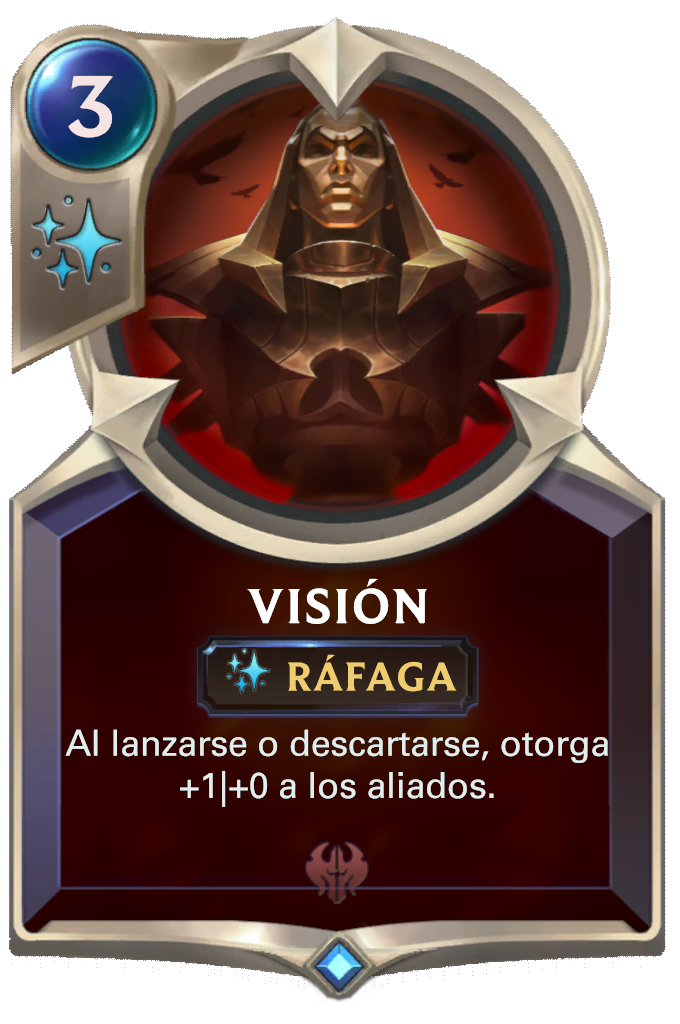 3
VISIÓN
RÁFAGA
Al lanzarse o descartarse, otorga
+1|+0 a los aliados.